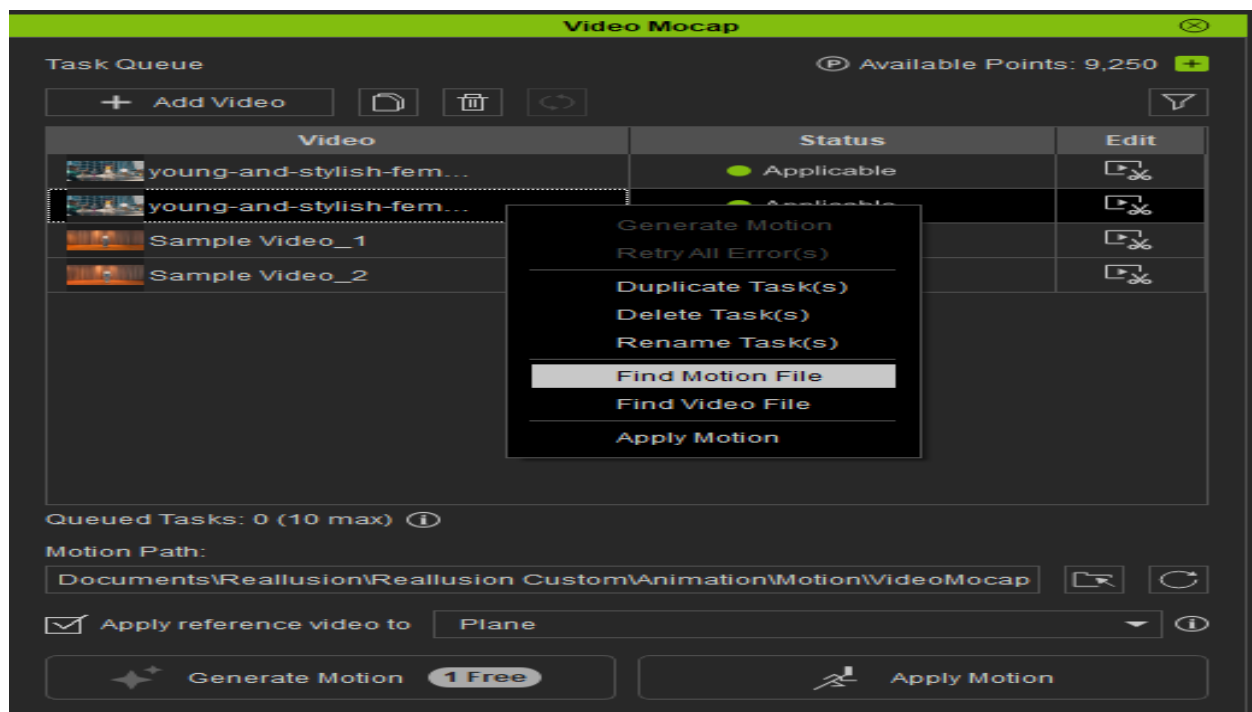 Video Mocap
Task Queue
P Available Points: 9,250 +
Add Video
Video Status Edit
young-and-stylish-fem... Applicable
young-and-stylish-fem... Applicable
Sample Video_1
Sample Video_2
Generate Motion
Retry All Error(s)
Duplicate Task(s)
Delete Task(s)
Rename Task(s)
Find Motion File
Find Video File
Apply Motion
Queued Tasks: 0 (10 max)
Motion Path:
Documents\Reallusion\Reallusion Custom\Animation\Motion\VideoMocap
Apply reference video to Plane
Generate Motion 1 Free Apply Motion